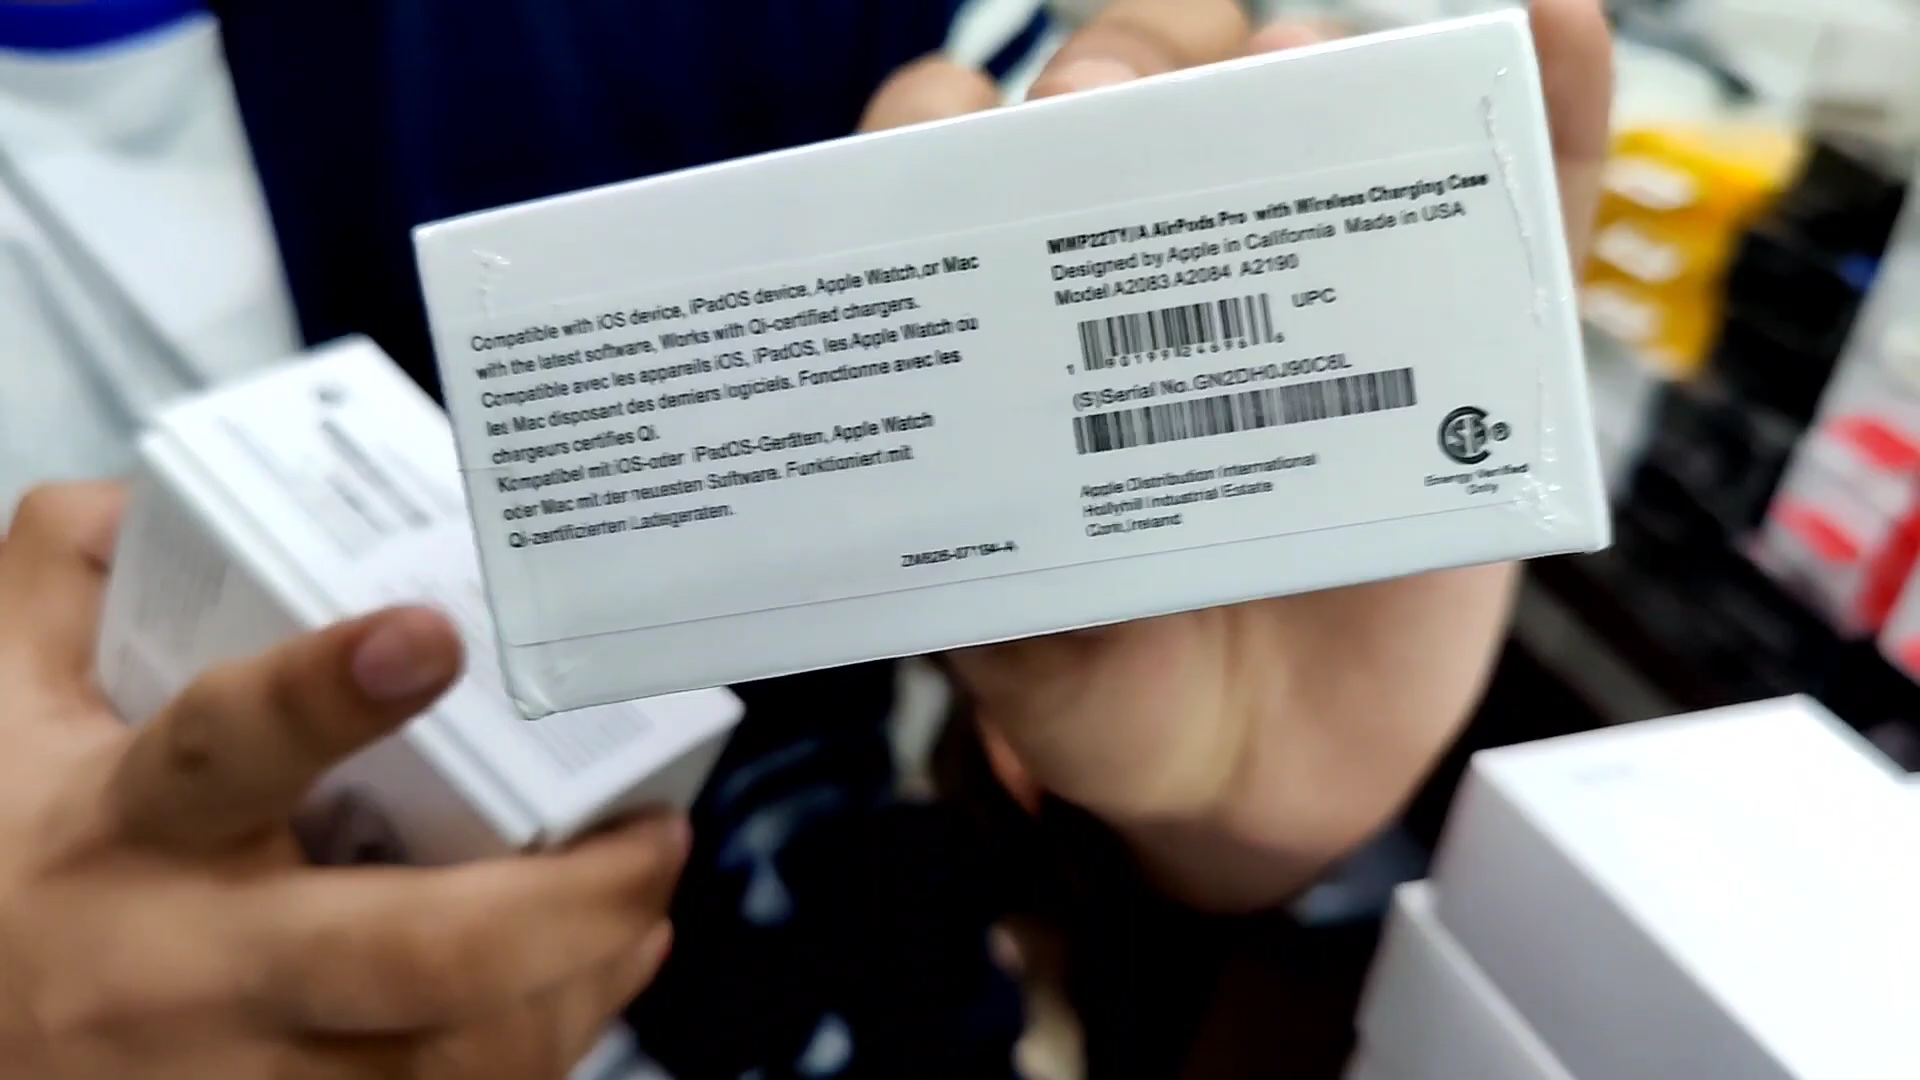 Compatible with iOS device, iPadOS device, Apple Watch,or Mac
with the latest software, Works with Qi-certified chargers.
Compatible avec les appareils iOS, iPadOS, les Apple Watch ou
les Mac disposant des derniers logiciels. Fonctionne avec les
chargeurs certifies Qi.
Kompatibel mit iOS-oder iPadOS-Geräten, Apple Watch
oder Mac mit der neuesten Software. Funktioniert mit
Qi-zertifizierten Ladegeraten.
MWP22TY/A AirPods Pro with Wireless Charging Case
Designed by Apple in California Made in USA
Model A2083 A2084 A2190
UPC
(S)Serial No.GN2DH0J90C6L
Apple Distribution International
Hollyhill Industrial Estate
Cork,Ireland
Energy Verified
Only